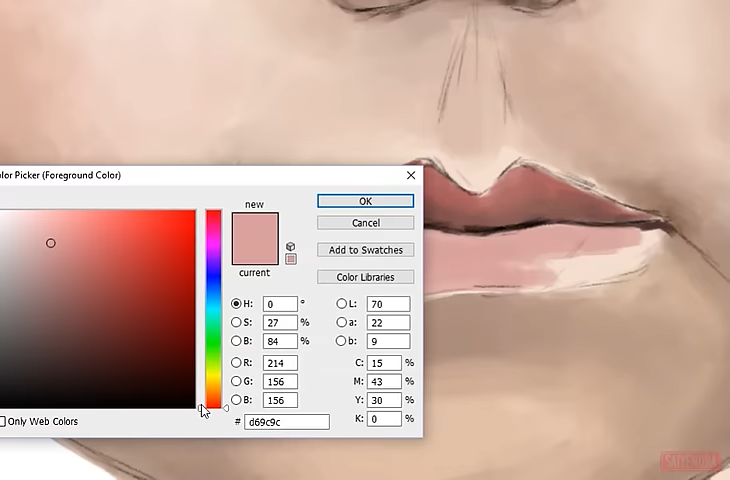 olor Picker (Foreground Color)
new
current
OK
Cancel
Add to Swatches
Color Libraries
H: 0 °
S: 27 %
B: 84 %
R: 214
G: 156
B: 156
# d69c9c
L: 70
a: 22
b: 9
C: 15 %
M: 43 %
Y: 30 %
K: 0 %
Only Web Colors